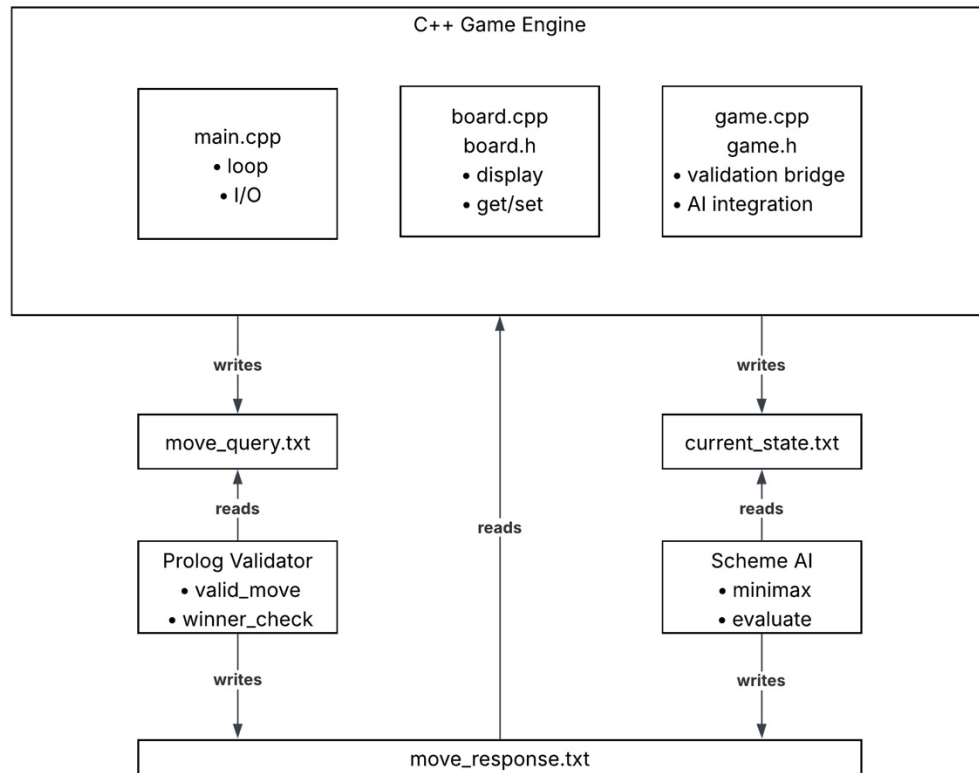 C++ Game Engine
main.cpp
• loop
• I/O
board.cpp
board.h
• display
• get/set
game.cpp
game.h
• validation bridge
• AI integration
writes
writes
move_query.txt
current_state.txt
reads
reads
reads
Prolog Validator
• valid_move
• winner_check
Scheme AI
• minimax
• evaluate
writes
writes
move_response.txt